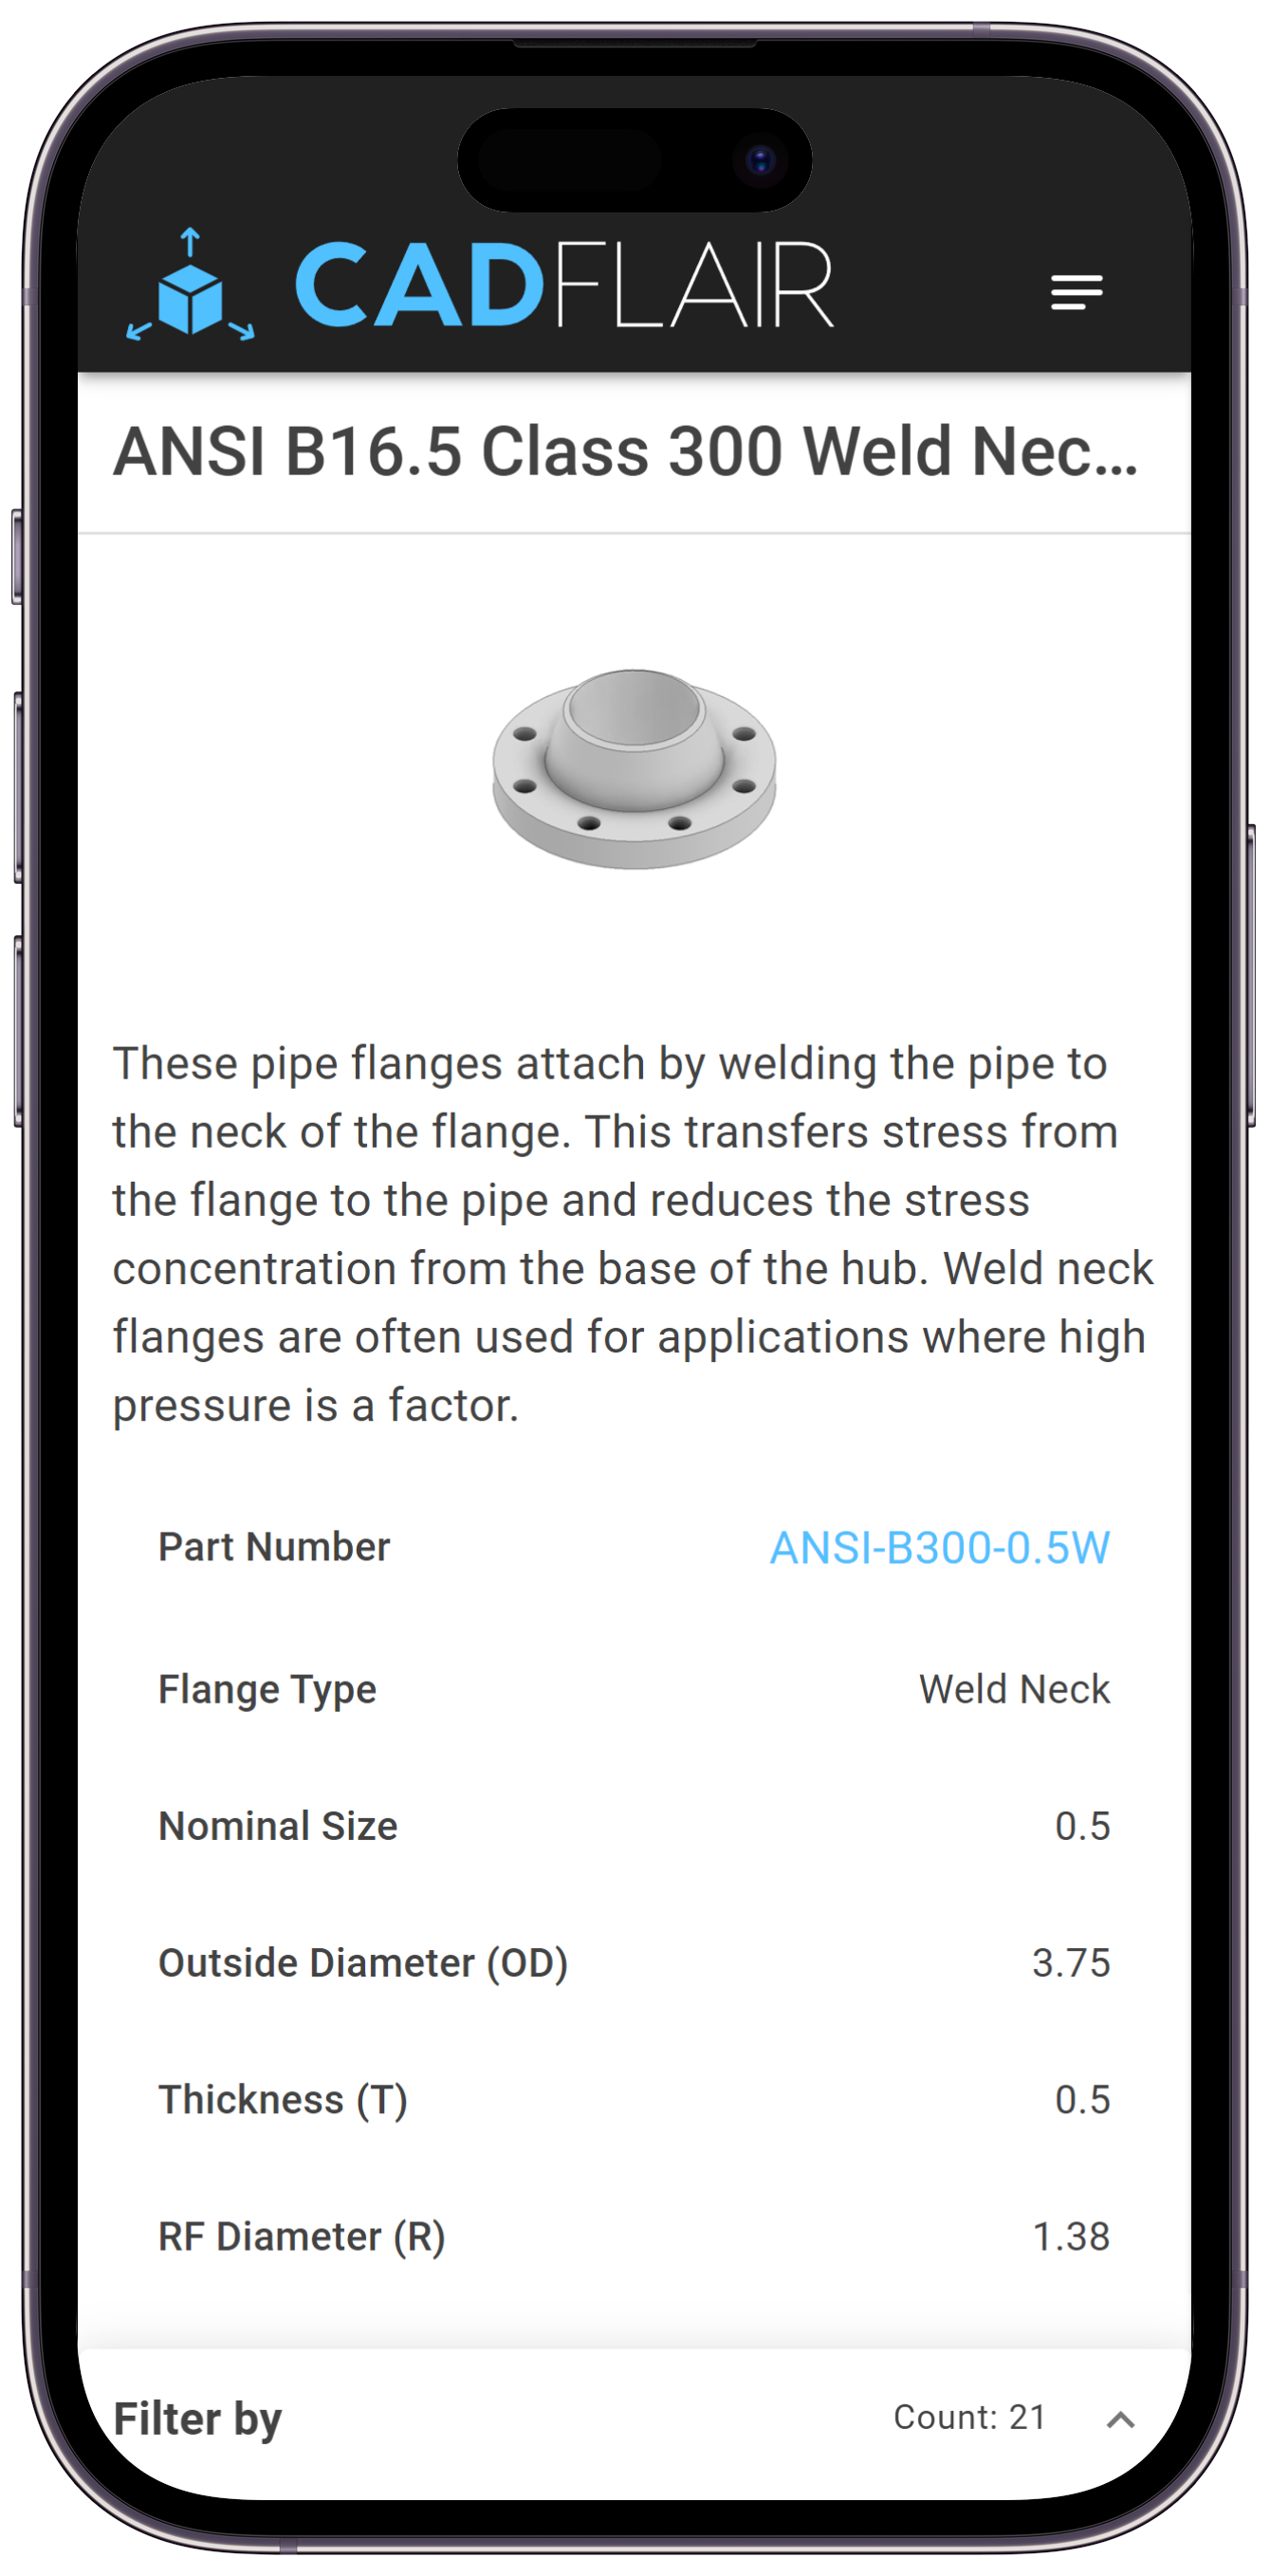 CADFLAIR
ANSI B16.5 Class 300 Weld Nec...
These pipe flanges attach by welding the pipe to
the neck of the flange. This transfers stress from
the flange to the pipe and reduces the stress
concentration from the base of the hub. Weld neck
flanges are often used for applications where high
pressure is a factor.
Part Number ANSI-B300-0.5W
Flange Type Weld Neck
Nominal Size 0.5
Outside Diameter (OD) 3.75
Thickness (T) 0.5
RF Diameter (R) 1.38
Filter by Count: 21